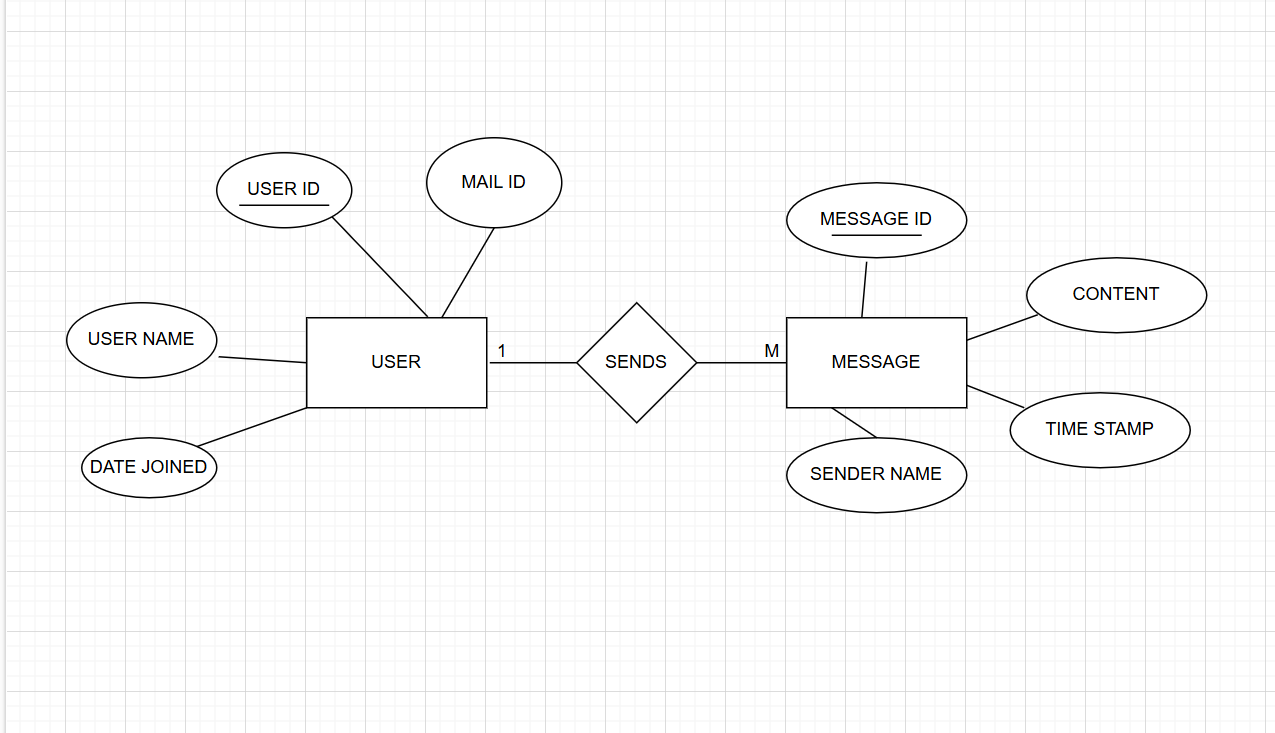 MAIL ID
USER ID
MESSAGE ID
CONTENT
USER NAME
1
M
USER
SENDS
MESSAGE
TIME STAMP
DATE JOINED
SENDER NAME